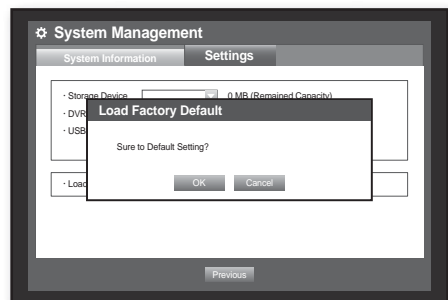 System Management
System Information Settings
· Storage Device 0 MB (Remained Capacity)
Load Factory Default
· DVR
· USB
Sure to Default Setting?
· Load
OK Cancel
Previous